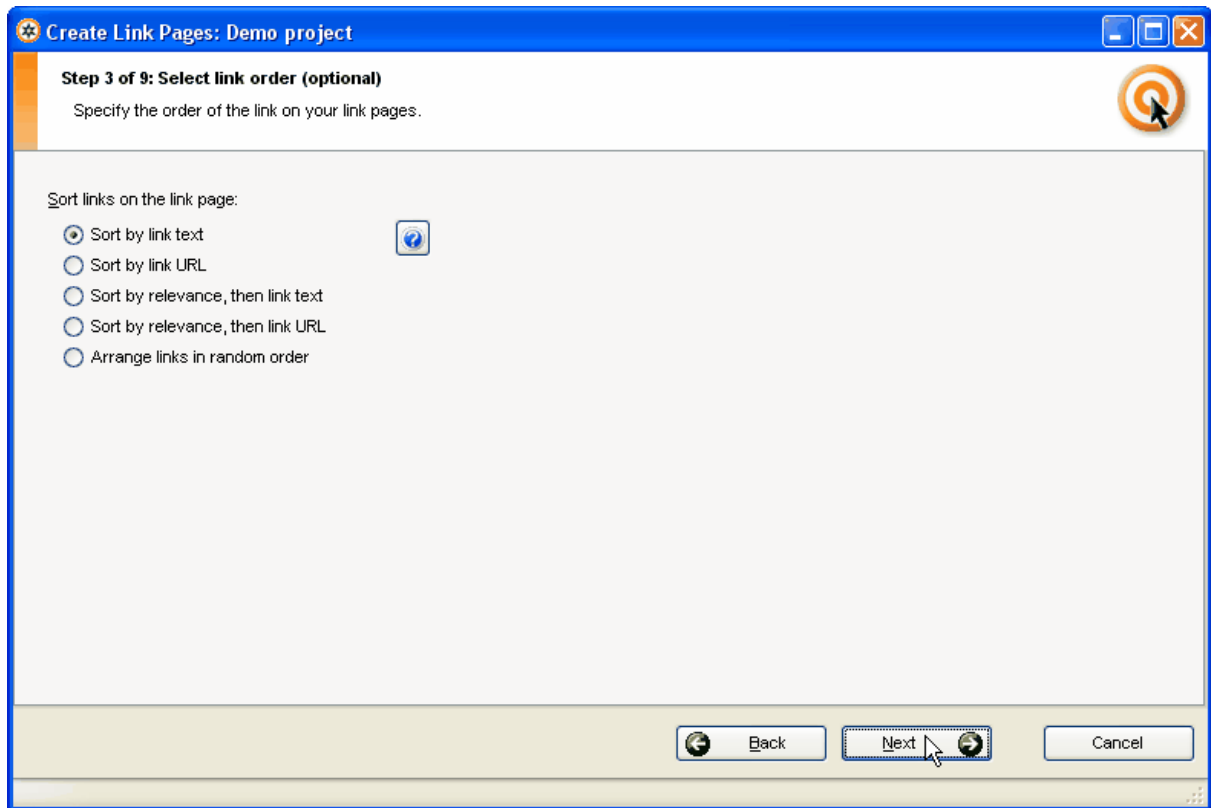 Create Link Pages: Demo project
Step 3 of 9: Select link order (optional)
Specify the order of the link on your link pages.
Sort links on the link page:
Sort by link text
Sort by link URL
Sort by relevance, then link text
Sort by relevance, then link URL
Arrange links in random order
Back Next Cancel